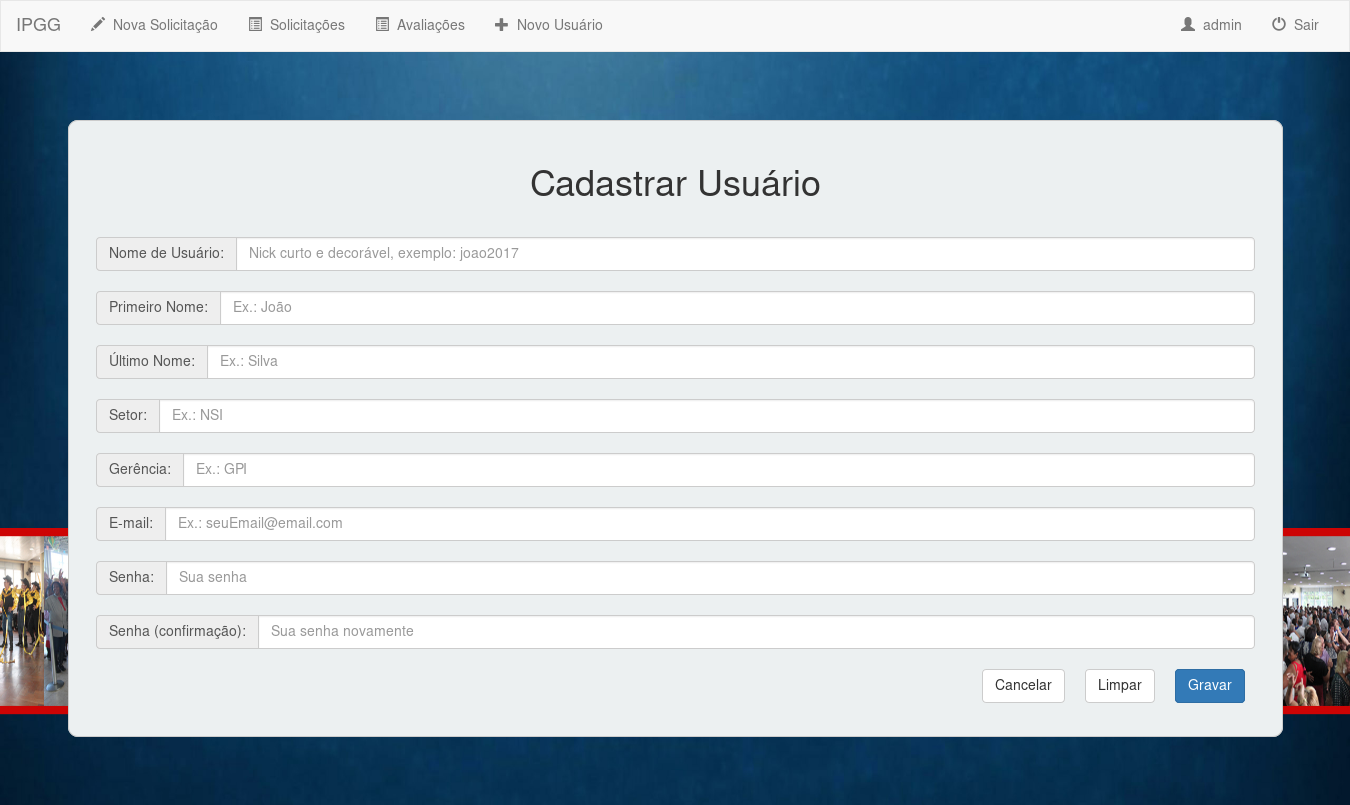 IPGG Nova Solicitação Solicitações Avaliações Novo Usuário admin Sair
Cadastrar Usuário
Nome de Usuário: Nick curto e decorável, exemplo: joao2017
Primeiro Nome: Ex.: João
Último Nome: Ex.: Silva
Setor: Ex.: NSI
Gerência: Ex.: GPI
E-mail: Ex.: seuEmail@email.com
Senha: Sua senha
Senha (confirmação): Sua senha novamente
Cancelar Limpar Gravar